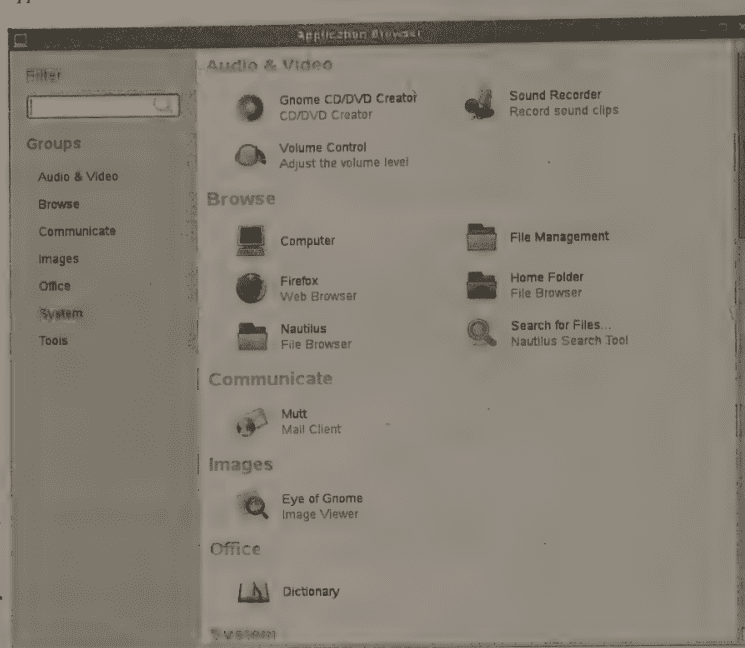 Application Browser
Filter
Groups
Audio & Video
Browse
Communicate
Images
Office
System
Tools
Audio & Video
Gnome CD/DVD Creator
CD/DVD Creator
Sound Recorder
Record sound clips
Volume Control
Adjust the volume level
Browse
Computer
File Management
Firefox
Web Browser
Home Folder
File Browser
Nautilus
File Browser
Search for Files...
Nautilus Search Tool
Communicate
Mutt
Mail Client
Images
Eye of Gnome
Image Viewer
Office
Dictionary
System